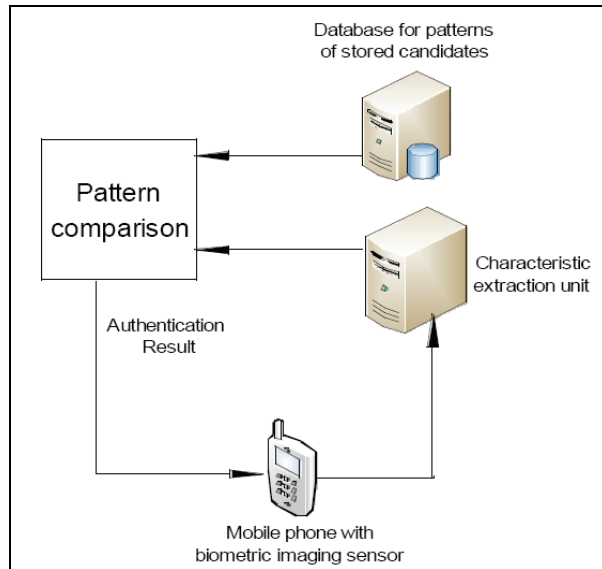 Database for patterns
of stored candidates
Pattern
comparison
Characteristic
extraction unit
Authentication
Result
Mobile phone with
biometric imaging sensor